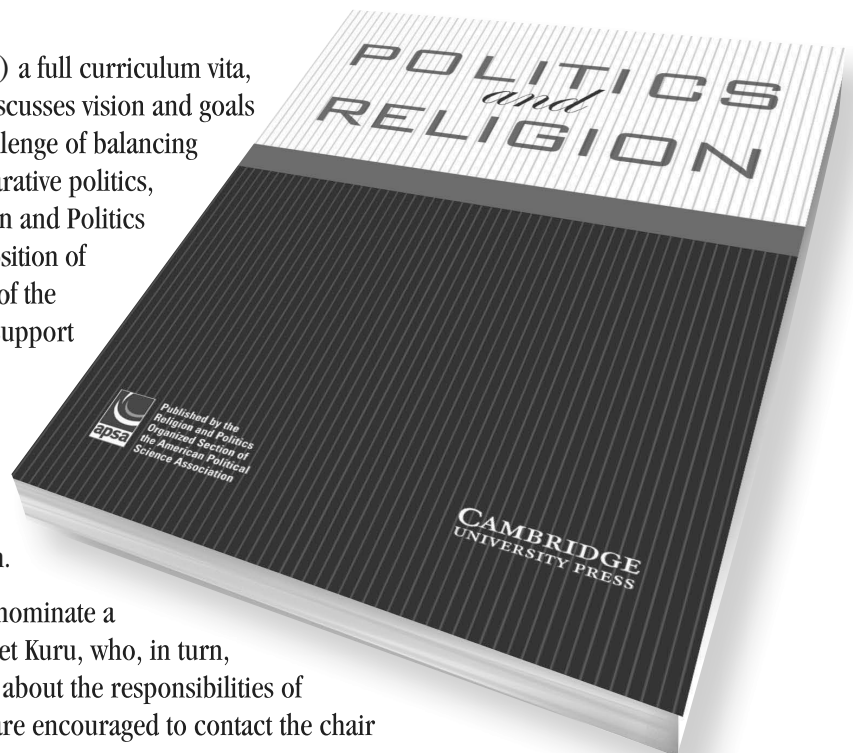 ) a full curriculum vita,
scusses vision and goals
llenge of balancing
arative politics,
n and Politics
sition of
of the
upport
n.
nominate a
et Kuru, who, in turn,
about the responsibilities of
are encouraged to contact the chair
POLITICS
and
RELIGION
apsa
Published by the
Religion and Politics
Organized Section of
the American Political
Science Association
CAMBRIDGE
UNIVERSITY PRESS